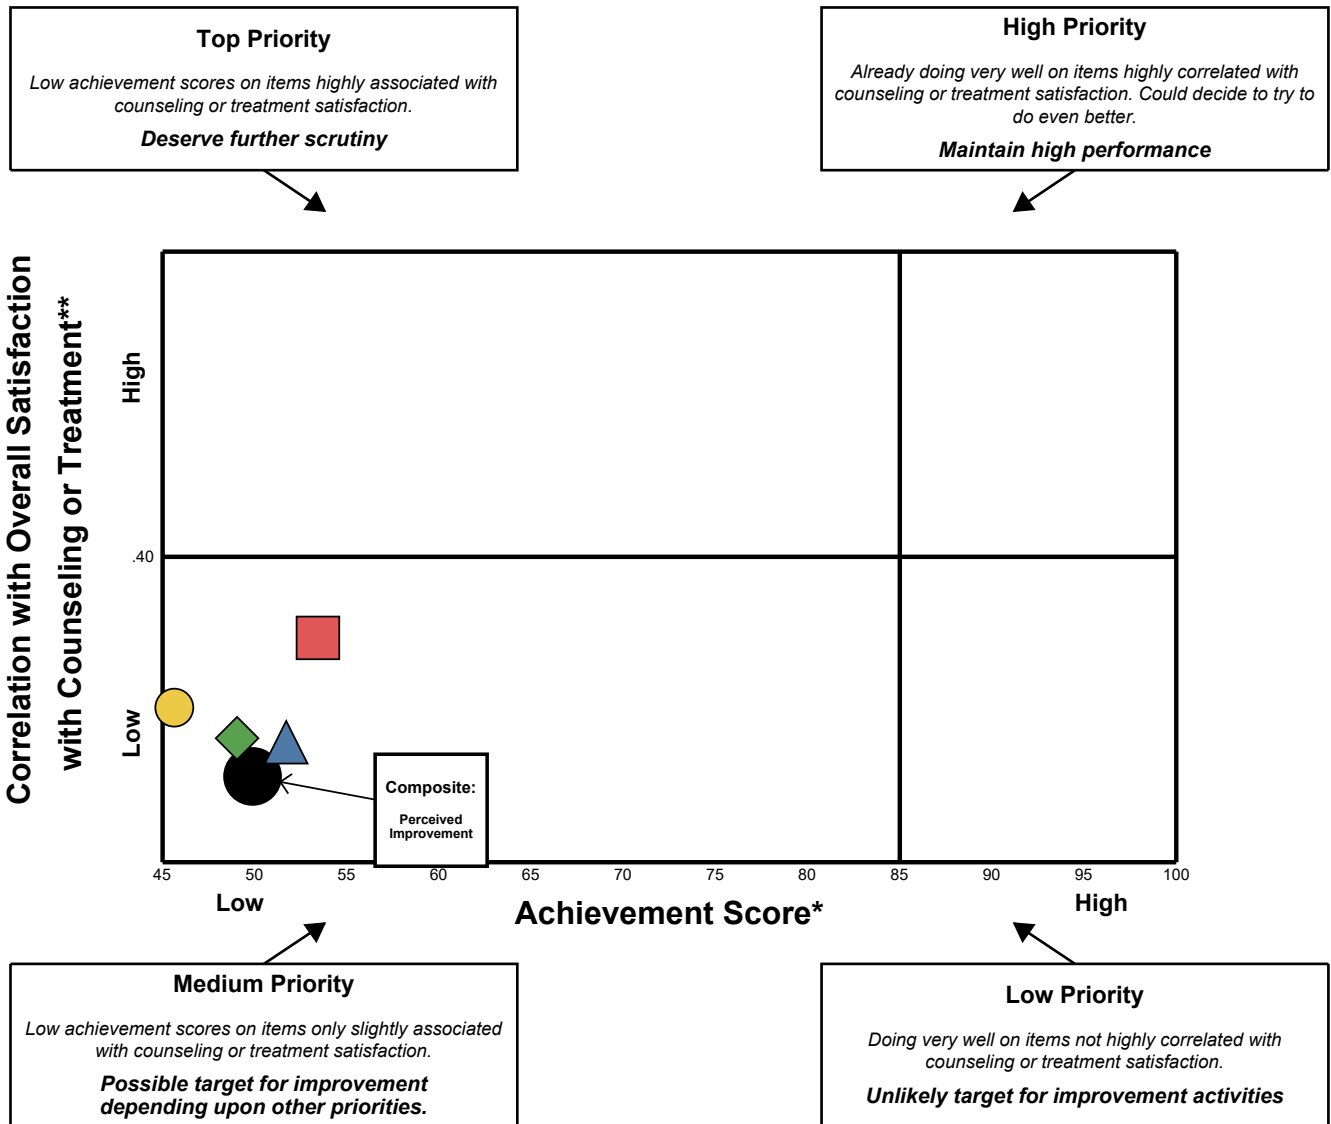 Top Priority
Low achievement scores on items highly associated with
counseling or treatment satisfaction.
Deserve further scrutiny
High Priority
Already doing very well on items highly correlated with
counseling or treatment satisfaction. Could decide to try to
do even better.
Maintain high performance
Correlation with Overall Satisfaction
with Counseling or Treatment**
High
.40
Low
Composite:
Perceived
Improvement
45 50 55 60 65 70 75 80 85 90 95 100
Low
Achievement Score*
High
Medium Priority
Low achievement scores on items only slightly associated
with counseling or treatment satisfaction.
Possible target for improvement
depending upon other priorities.
Low Priority
Doing very well on items not highly correlated with
counseling or treatment satisfaction.
Unlikely target for improvement activities